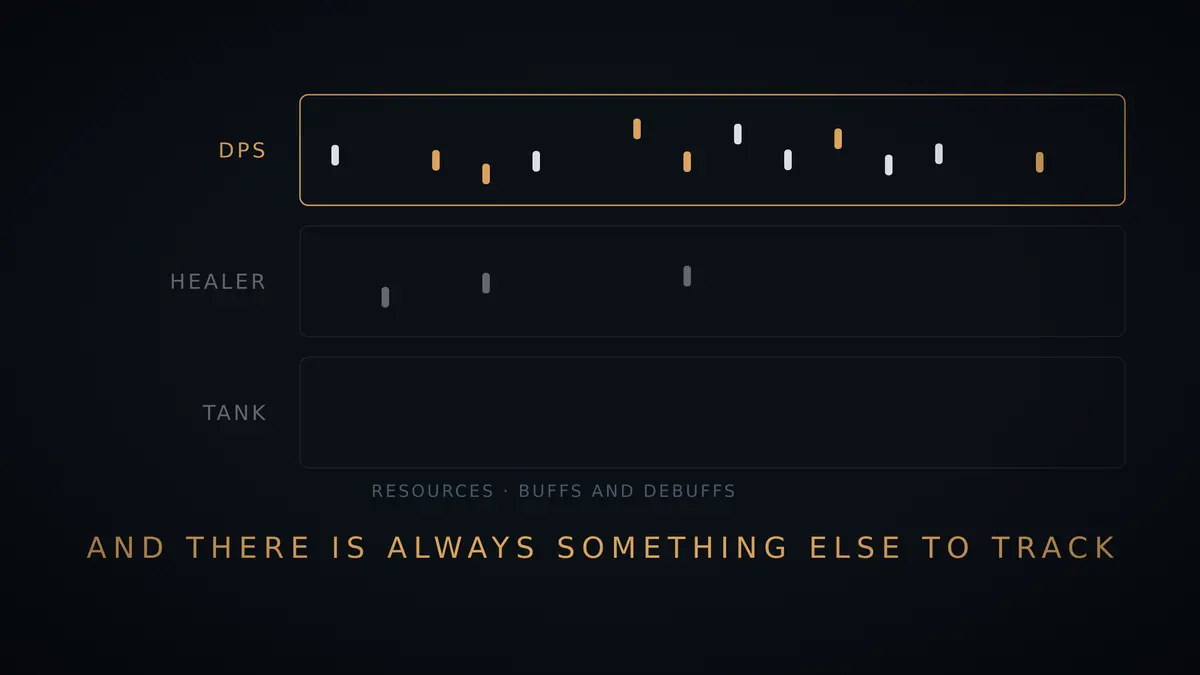 DPS
HEALER
TANK
RESOURCES · BUFFS AND DEBUFFS
AND THERE IS ALWAYS SOMETHING ELSE TO TRACK